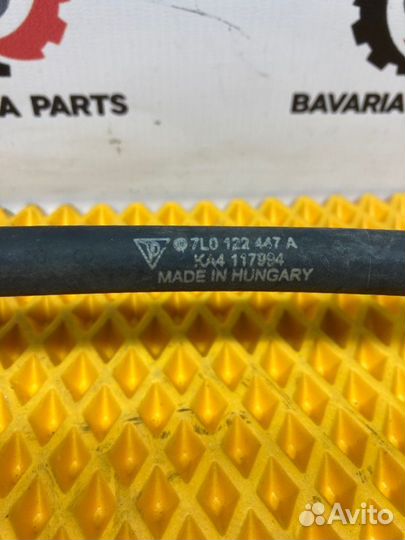 A PARTS
BAVARIA
7L0 122 447 A
KA4 117994
MADE IN HUNGARY
Avito